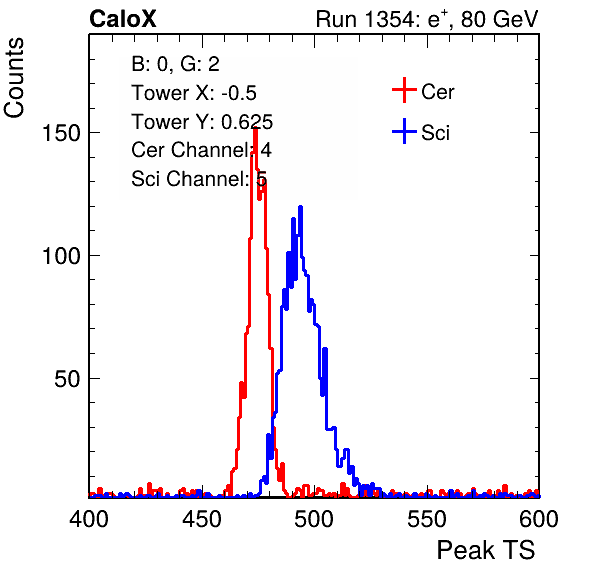 CaloX Run 1354: e+, 80 GeV
Counts
B: 0, G: 2
Tower X: -0.5
Tower Y: 0.625
Cer Channel: 4
Sci Channel: 5
Cer
Sci
150
100
50
400 450 500 550 600
Peak TS